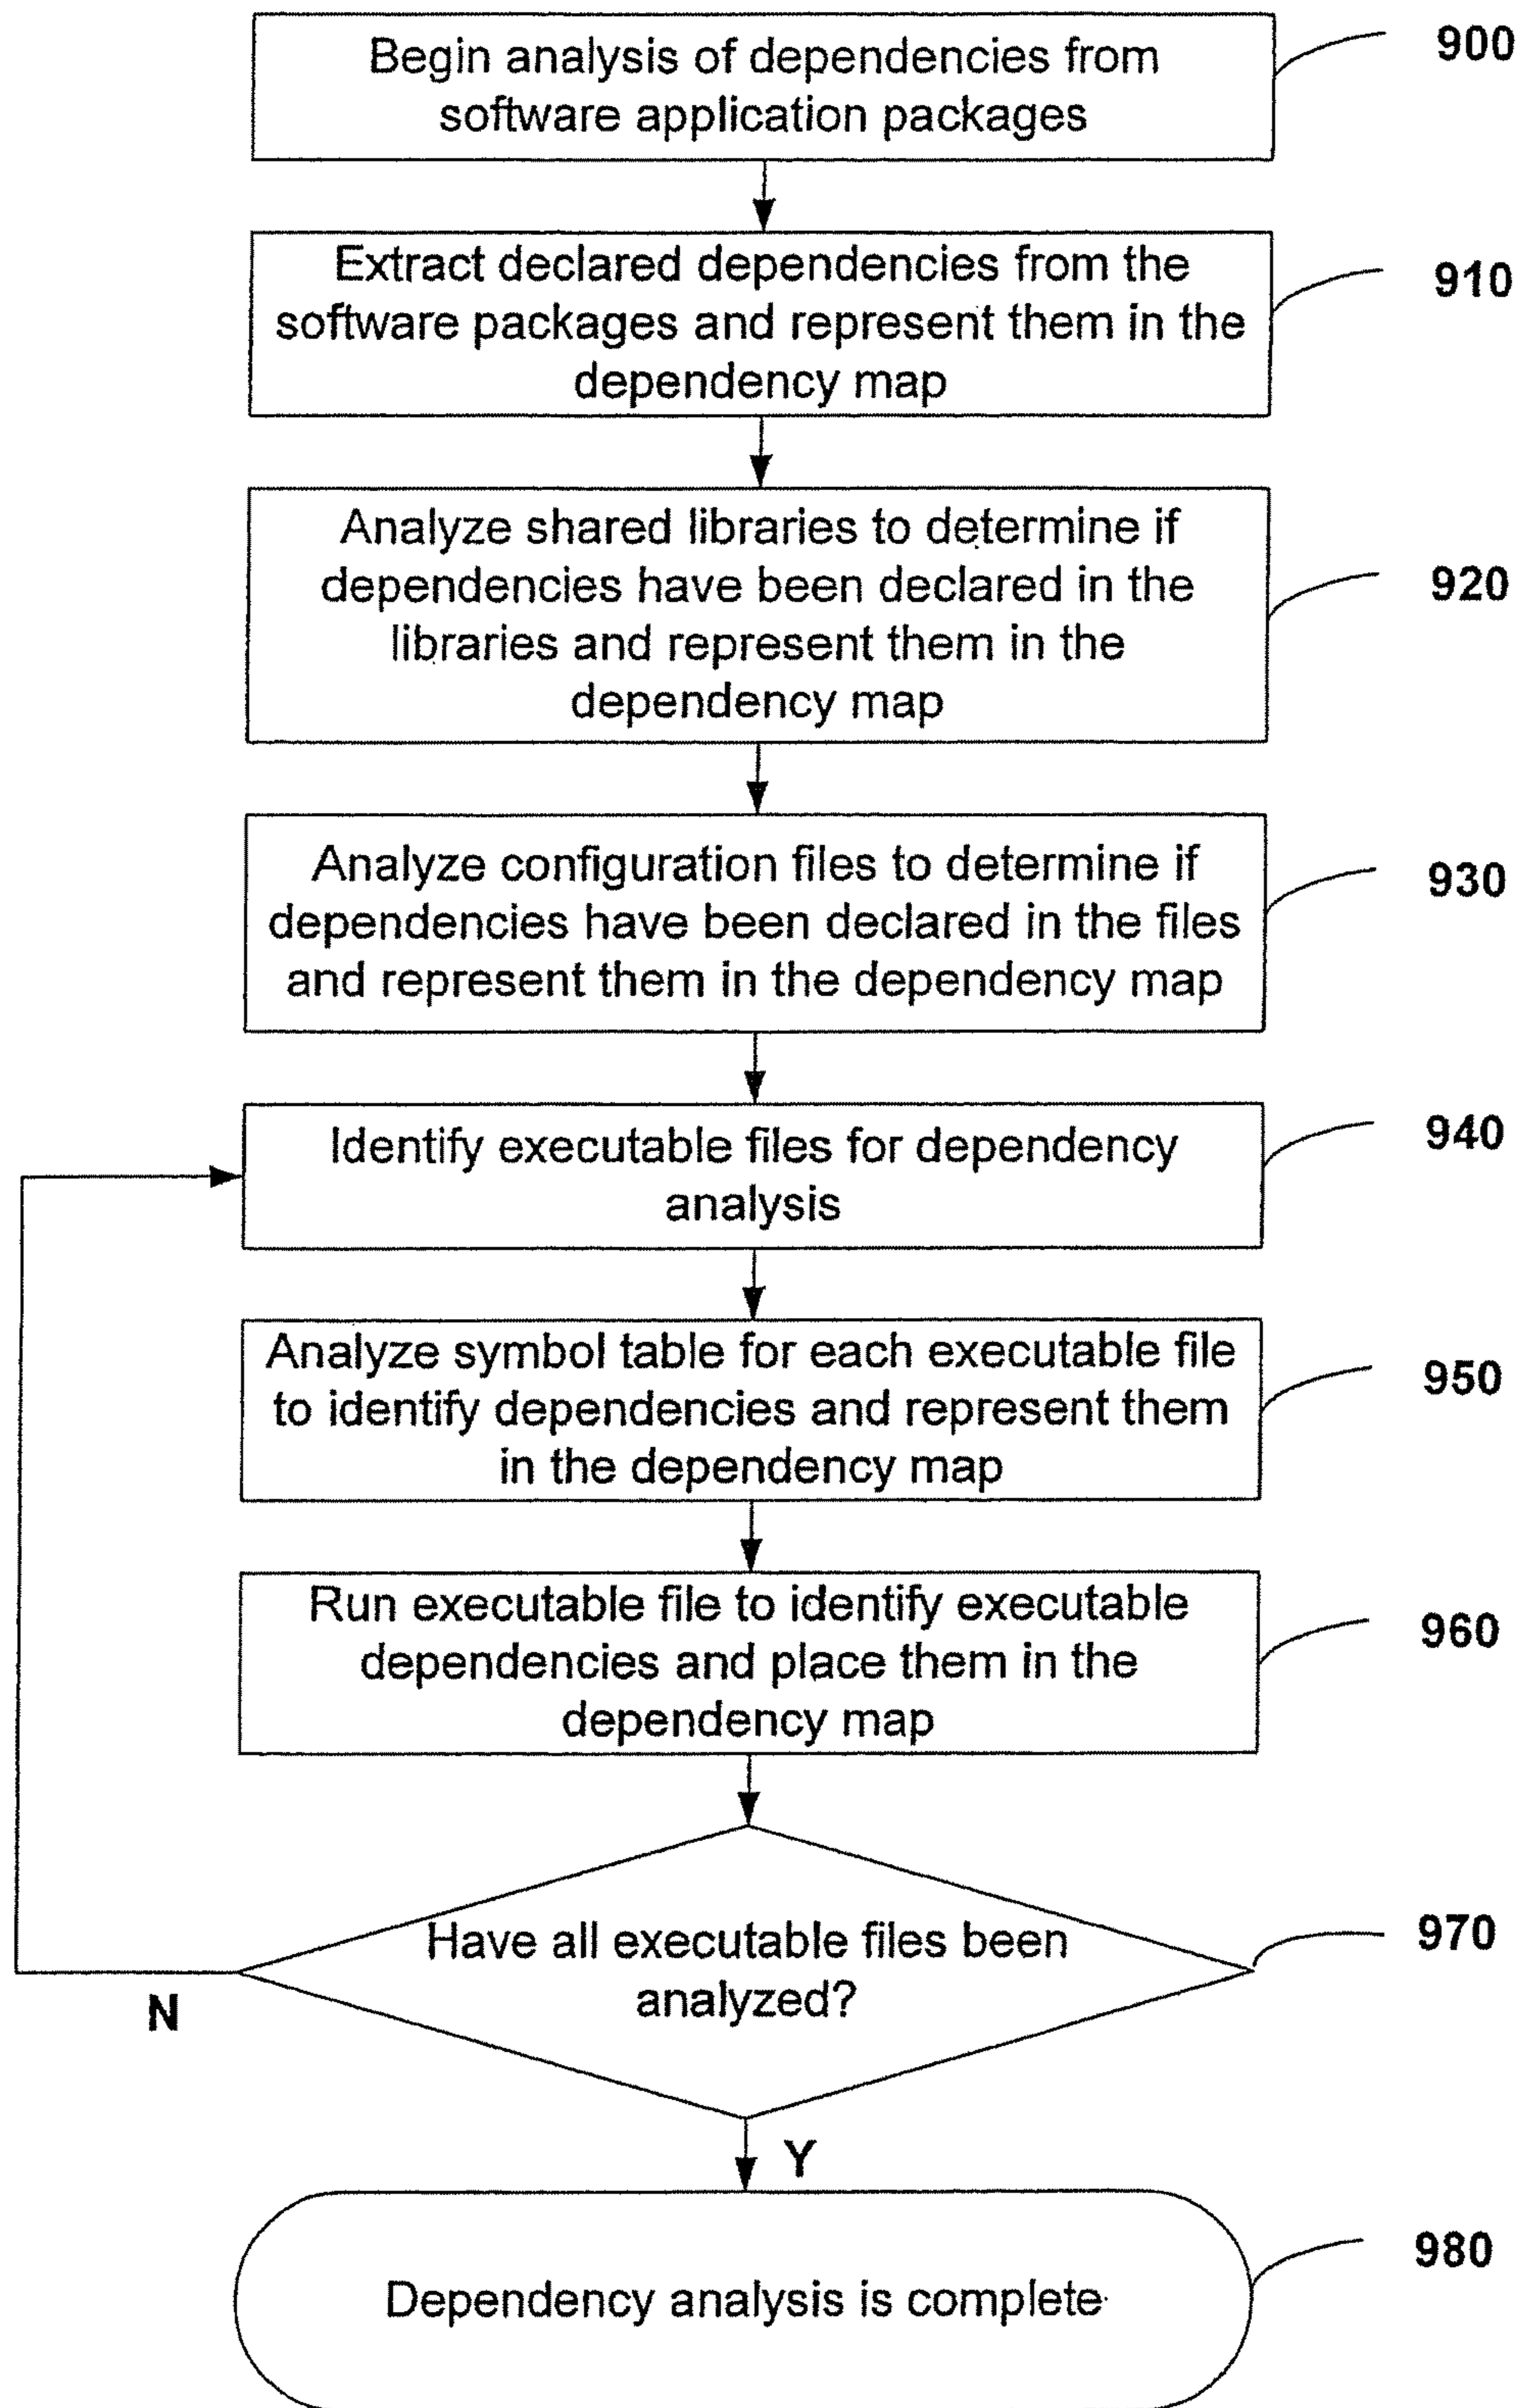 Begin analysis of dependencies from
software application packages
900
Extract declared dependencies from the
software packages and represent them in the
dependency map
910
Analyze shared libraries to determine if
dependencies have been declared in the
libraries and represent them in the
dependency map
920
Analyze configuration files to determine if
dependencies have been declared in the files
and represent them in the dependency map
930
Identify executable files for dependency
analysis
940
Analyze symbol table for each executable file
to identify dependencies and represent them
in the dependency map
950
Run executable file to identify executable
dependencies and place them in the
dependency map
960
Have all executable files been
analyzed?
970
N
Y
Dependency analysis is complete
980